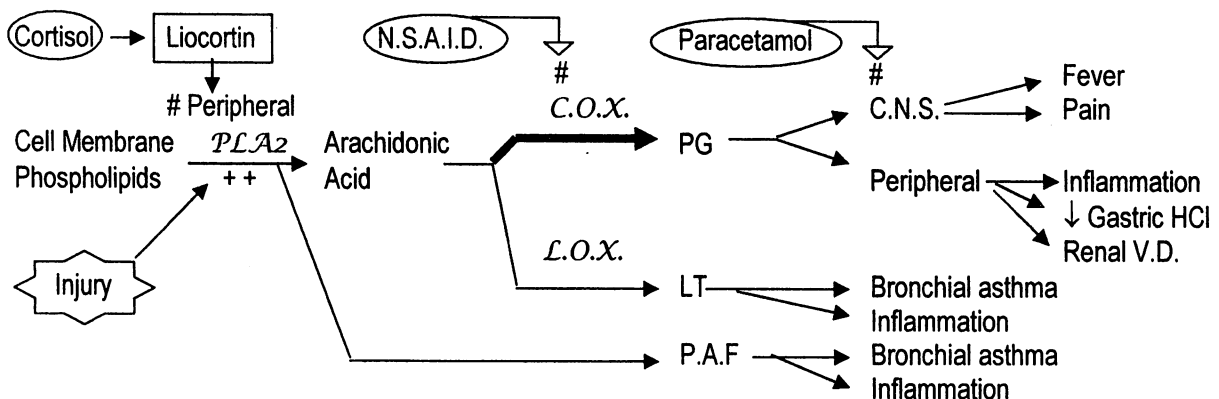 Cortisol
Liocortin
N.S.A.I.D.
Paracetamol
#
#
# Peripheral
C.O.X.
C.N.S.
Fever
Pain
Cell Membrane
Phospholipids
PLA2
+ +
Arachidonic
Acid
PG
Peripheral
Inflammation
↓ Gastric HCl
Renal V.D.
L.O.X.
Injury
LT
Bronchial asthma
Inflammation
P.A.F
Bronchial asthma
Inflammation